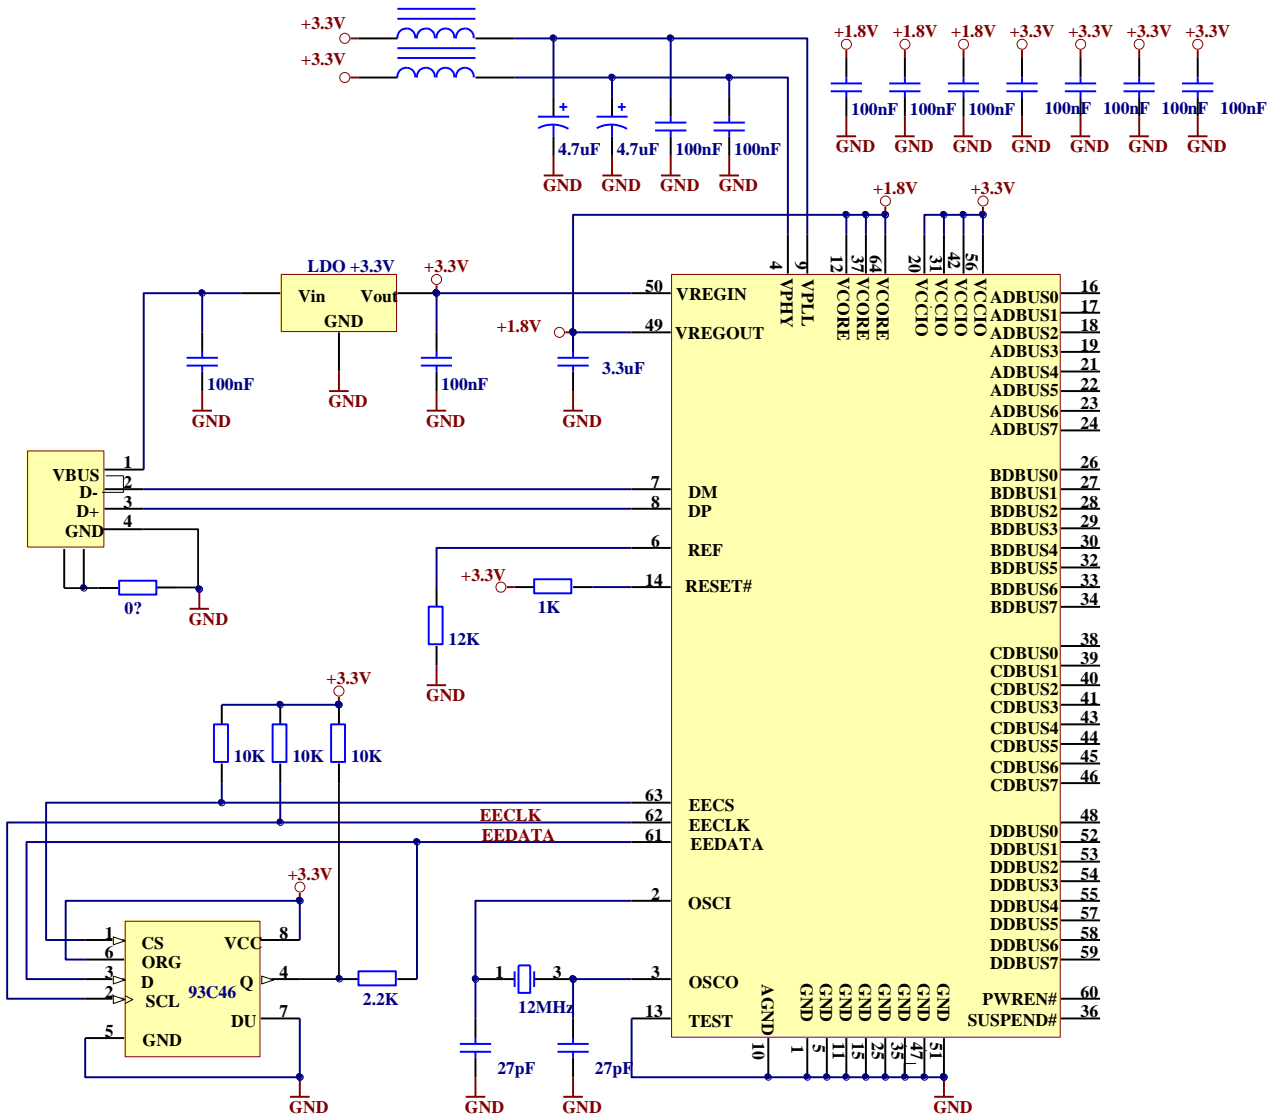 +3.3V
+3.3V
4.7uF
4.7uF
100nF
100nF
GND
GND
GND
GND
+1.8V
+1.8V
+1.8V
+3.3V
+3.3V
+3.3V
+3.3V
100nF
100nF
100nF
100nF
100nF
100nF
100nF
GND
GND
GND
GND
GND
GND
GND
+1.8V
+3.3V
4
9
12
37
64
20
31
42
56
VPHY
VPLL
VCORE
VCORE
VCORE
VCCIO
VCCIO
VCCIO
VCCIO
LDO +3.3V
Vin
Vout
GND
+3.3V
100nF
GND
GND
100nF
GND
+1.8V
3.3uF
GND
50
VREGIN
49
VREGOUT
VBUS
1
D-
2
D+
3
GND
4
0?
GND
7
DM
8
DP
6
REF
+3.3V
1K
14
RESET#
12K
GND
+3.3V
10K
10K
10K
63
EECS
EECLK
62
EECLK
EEDATA
61
EEDATA
+3.3V
1
CS
6
ORG
3
D
2
SCL
5
GND
93C46
VCC
8
Q
4
DU
7
2.2K
GND
2
OSCI
1
3
12MHz
3
OSCO
13
TEST
27pF
27pF
GND
GND
ADBUS0
16
ADBUS1
17
ADBUS2
18
ADBUS3
19
ADBUS4
21
ADBUS5
22
ADBUS6
23
ADBUS7
24
BDBUS0
26
BDBUS1
27
BDBUS2
28
BDBUS3
29
BDBUS4
30
BDBUS5
32
BDBUS6
33
BDBUS7
34
CDBUS0
38
CDBUS1
39
CDBUS2
40
CDBUS3
41
CDBUS4
43
CDBUS5
44
CDBUS6
45
CDBUS7
46
DDBUS0
48
DDBUS1
52
DDBUS2
53
DDBUS3
54
DDBUS4
55
DDBUS5
57
DDBUS6
58
DDBUS7
59
PWREN#
60
SUSPEND#
36
AGND
GND
GND
GND
GND
GND
GND
GND
GND
10
1
5
11
15
25
35
47
51
GND